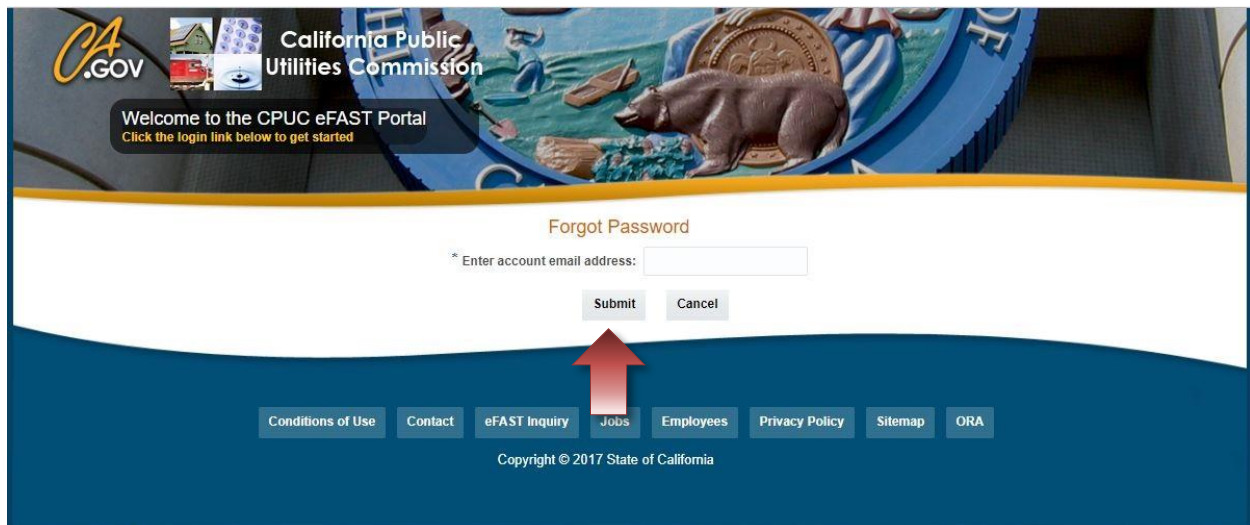 CA
.GOV
California Public
Utilities Commission
Welcome to the CPUC eFAST Portal
Click the login link below to get started
OF
Forgot Password
* Enter account email address:
Submit Cancel
Conditions of Use Contact eFAST Inquiry Jobs Employees Privacy Policy Sitemap ORA
Copyright © 2017 State of California